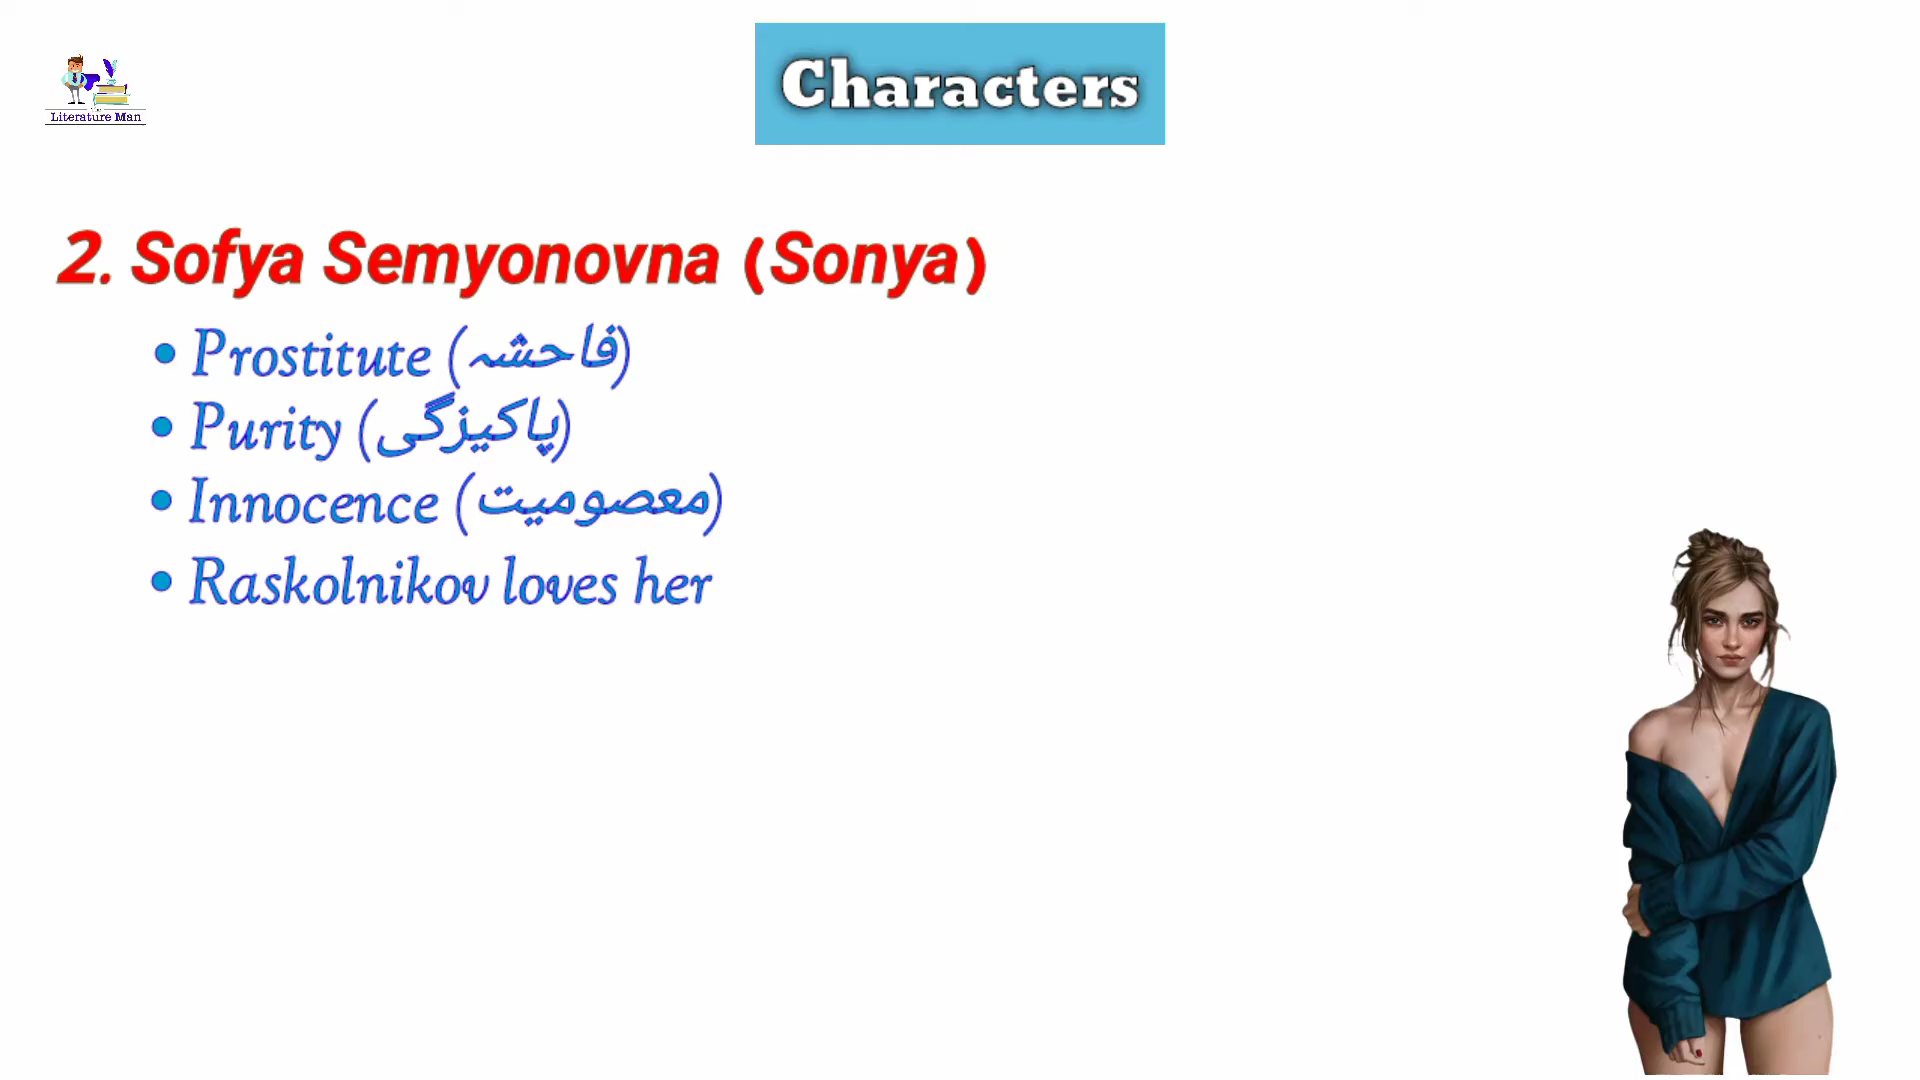 Characters
Literature Man
2. Sofya Semyonovna (Sonya)
• Prostitute (فاحشہ)
• Purity (پاکیزگی)
• Innocence (معصومیت)
• Raskolnikov loves her